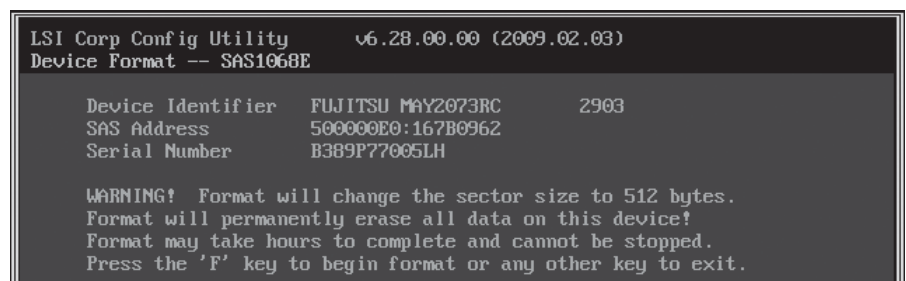 LSI Corp Config Utility v6.28.00.00 (2009.02.03)
Device Format -- SAS1068E
Device Identifier FUJITSU MAY2073RC 2903
SAS Address 500000E0:167B0962
Serial Number B389P77005LH
WARNING! Format will change the sector size to 512 bytes.
Format will permanently erase all data on this device!
Format may take hours to complete and cannot be stopped.
Press the 'F' key to begin format or any other key to exit.